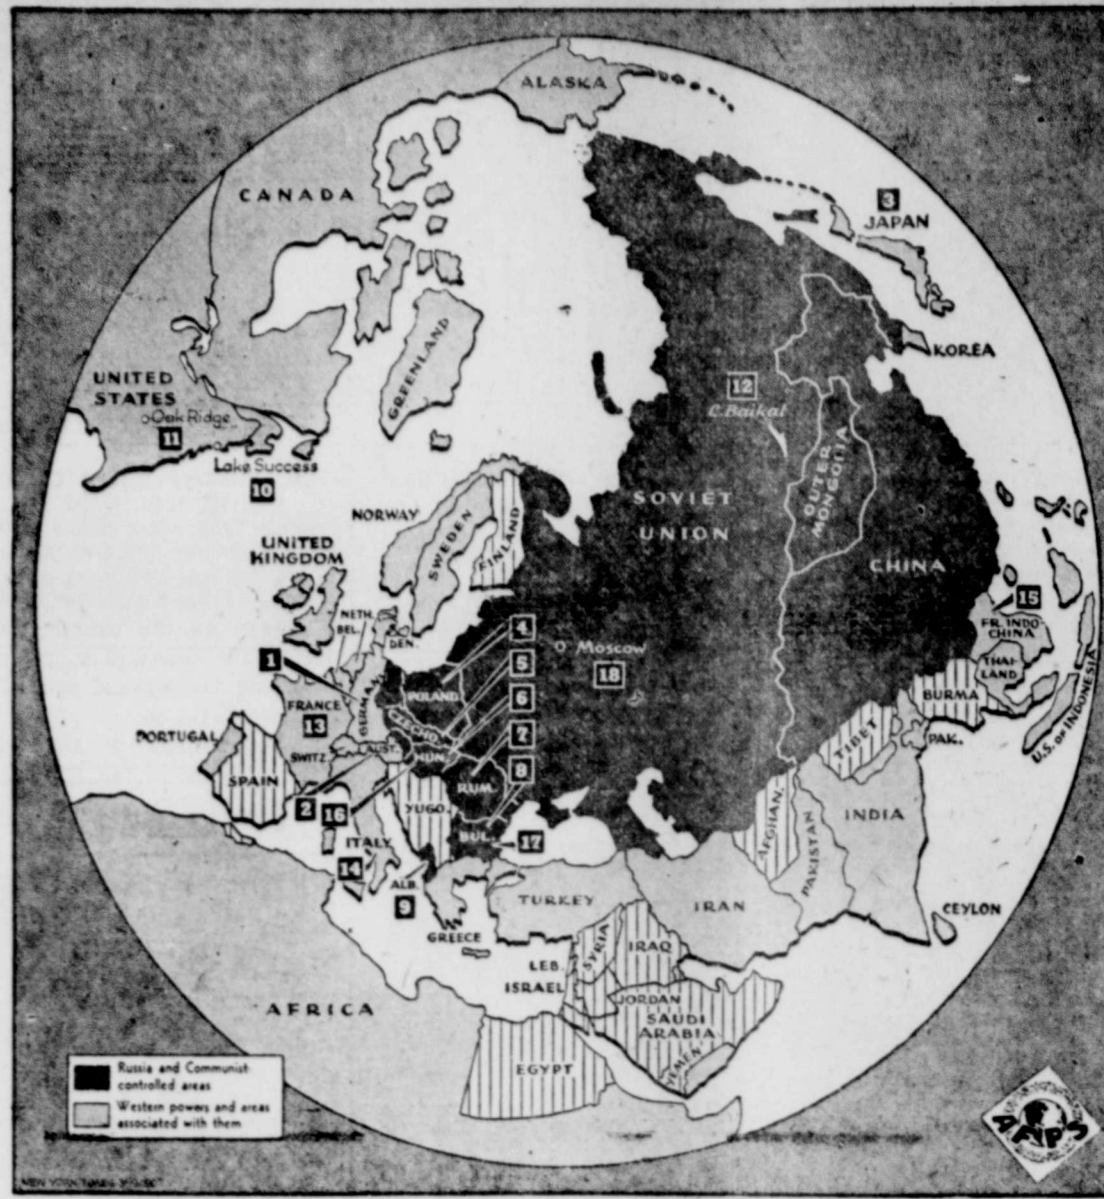 ALASKA
CANADA
3
JAPAN
KOREA
GREENLAND
UNITED
STATES
Oak Ridge
11
Lake Success
10
12
L. Baikal
OUTER
MONGOLIA
SOVIET
UNION
CHINA
NORWAY
SWEDEN
FINLAND
UNITED
KINGDOM
NETH.
BEL.
DEN.
1
4
5
6
7
8
Moscow
18
15
FR. INDO-
CHINA
THAI-
LAND
BURMA
U.S. OF INDONESIA
TIBET
PAK.
POLAND
GERMANY
CZECHO.
FRANCE
13
SWITZ.
AUST.
HUN.
RUM.
PORTUGAL
SPAIN
2
16
YUGO.
BUL.
17
ITALY
14
ALB.
9
GREECE
TURKEY
IRAN
AFGHAN.
PAKISTAN
INDIA
CEYLON
SYRIA
IRAQ
LEB.
ISRAEL
JORDAN
SAUDI
ARABIA
YEMEN
EGYPT
AFRICA
Russia and Communist-
controlled areas
Western powers and areas
associated with them
AFPS